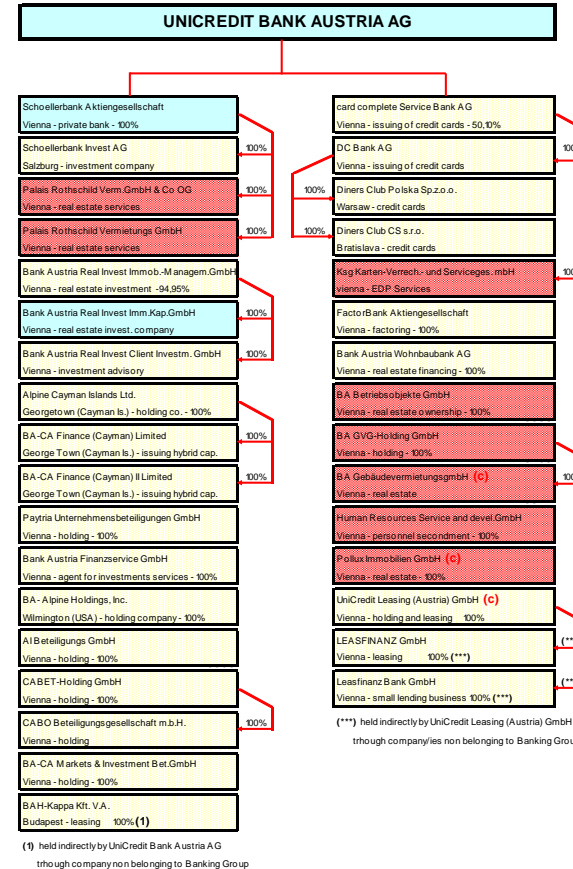 UNICREDIT BANK AUSTRIA AG
Schoellerbank Aktiengesellschaft
Vienna - private bank - 100%
Schoellerbank Invest AG
Salzburg - investment company
100%
Palais Rothschild Verm.GmbH & Co OG
Vienna - real estate services
100%
Palais Rothschild Vermietungs GmbH
Vienna - real estate services
100%
Bank Austria Real Invest Immob.-Managem.GmbH
Vienna - real estate investment -94,95%
Bank Austria Real Invest Imm.Kap.GmbH
Vienna - real estate invest. company
100%
Bank Austria Real Invest Client Investm. GmbH
Vienna - investment advisory
100%
Alpine Cayman Islands Ltd.
Georgetown (Cayman Is.) - holding co. - 100%
BA-CA Finance (Cayman) Limited
George Town (Cayman Is.) - issuing hybrid cap.
100%
BA-CA Finance (Cayman) II Limited
George Town (Cayman Is.) - issuing hybrid cap.
100%
Paytria Unternehmensbeteiligungen GmbH
Vienna - holding - 100%
Bank Austria Finanzservice GmbH
Vienna - agent for investments services - 100%
BA- Alpine Holdings, Inc.
Wilmington (USA) - holding company - 100%
AI Beteiligungs GmbH
Vienna - holding - 100%
CABET-Holding GmbH
Vienna - holding - 100%
CABO Beteiligungsgesellschaft m.b.H.
Vienna - holding
100%
BA-CA Markets & Investment Bet.GmbH
Vienna - holding - 100%
BAH-Kappa Kft. V.A.
Budapest - leasing 100% (1)
(1) held indirectly by UniCredit Bank Austria AG
trhough company non belonging to Banking Group
card complete Service Bank AG
Vienna - issuing of credit cards - 50,10%
DC Bank AG
Vienna - issuing of credit cards
100
Diners Club Polska Sp.z.o.o.
Warsaw - credit cards
100%
Diners Club CS s.r.o.
Bratislava - credit cards
100%
Ksg Karten-Verrech.- und Serviceges. mbH
vienna - EDP Services
100
FactorBank Aktiengesellschaft
Vienna - factoring - 100%
Bank Austria Wohnbaubank AG
Vienna - real estate financing - 100%
BA Betriebsobjekte GmbH
Vienna - real estate ownership - 100%
BA GVG-Holding GmbH
Vienna - holding - 100%
BA GebäudevermietungsgmbH (c)
Vienna - real estate
100
Human Resources Service and devel.GmbH
Vienna - personnel secondment - 100%
Pollux Immobilien GmbH (c)
Vienna - real estate - 100%
UniCredit Leasing (Austria) GmbH (c)
Vienna - holding and leasing 100%
LEASFINANZ GmbH
Vienna - leasing 100% (***)
(**
Leasfinanz Bank GmbH
Vienna - small lending business 100% (***)
(**
(***) held indirectly by UniCredit Leasing (Austria) GmbH
trhough company/ies non belonging to Banking Grou